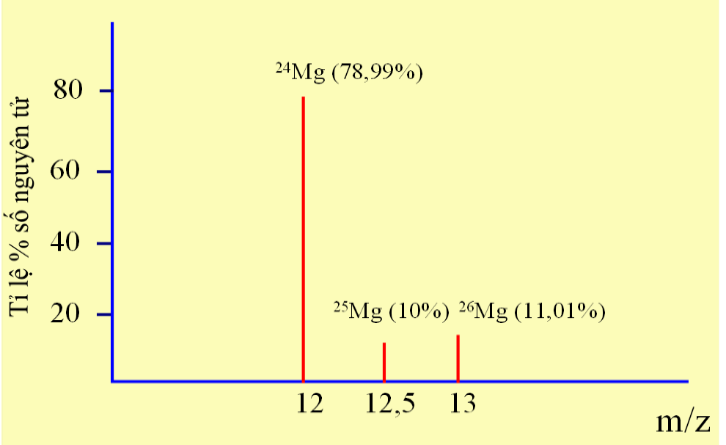 Tỉ lệ % số nguyên tử
80
60
40
20
²⁴Mg (78,99%)
²⁵Mg (10%)
²⁶Mg (11,01%)
12
12,5
13
m/z